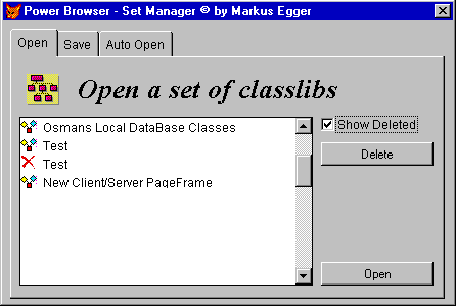 Power Browser - Set Manager © by Markus Egger
Open Save Auto Open
Open a set of classlibs
Osmans Local DataBase Classes
Test
Test
New Client/Server PageFrame
Show Deleted
Delete
Open